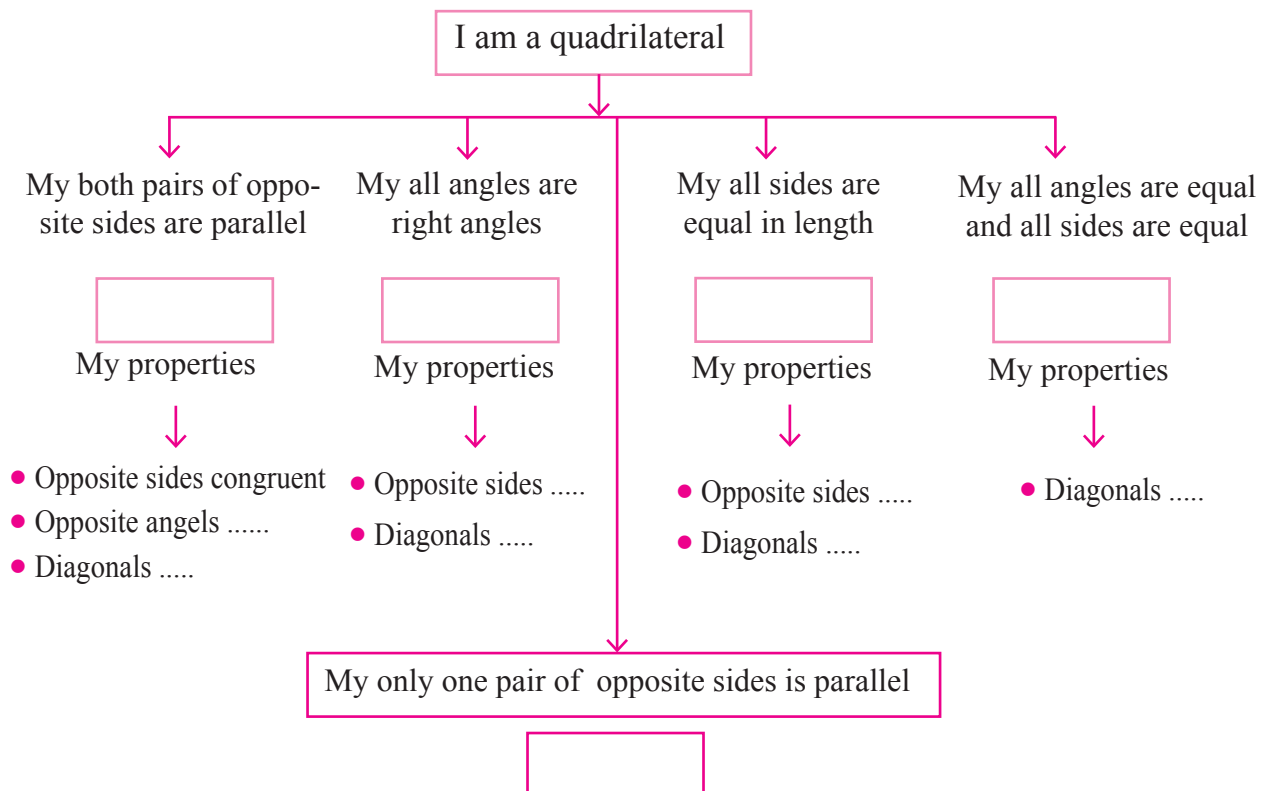 I am a quadrilateral
My both pairs of oppo-
site sides are parallel
My all angles are
right angles
My all sides are
equal in length
My all angles are equal
and all sides are equal
My properties
My properties
My properties
My properties
• Opposite sides congruent
• Opposite angels ......
• Diagonals .....
• Opposite sides .....
• Diagonals .....
• Opposite sides .....
• Diagonals .....
• Diagonals .....
My only one pair of opposite sides is parallel